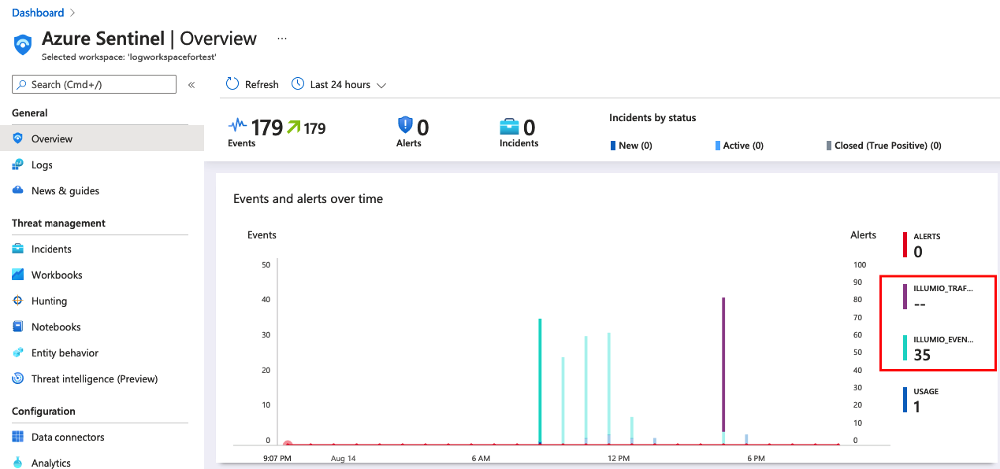 Dashboard
Azure Sentinel | Overview ...
Selected workspace: 'logworkspacefortest'
Search (Cmd+/)
«
Refresh
Last 24 hours
General
Overview
Logs
News & guides
Threat management
Incidents
Workbooks
Hunting
Notebooks
Entity behavior
Threat intelligence (Preview)
Configuration
Data connectors
Analytics
179 179
Events
0
Alerts
0
Incidents
Incidents by status
New (0)
Active (0)
Closed (True Positive) (0)
Events and alerts over time
Events
50
40
30
20
10
0
9:07 PM
Aug 14
6 AM
12 PM
6 PM
Alerts
100
90
80
70
60
50
40
30
20
10
0
ALERTS
0
ILLUMIO_TRAF...
--
ILLUMIO_EVEN...
35
USAGE
1